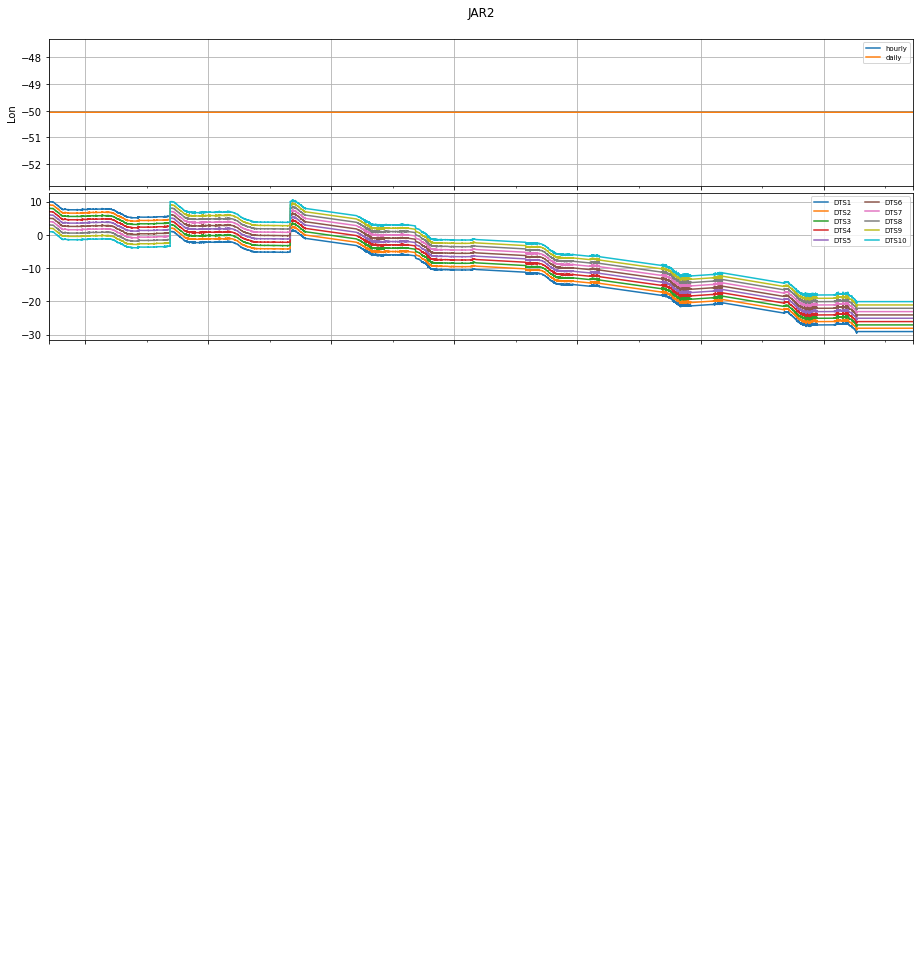 JAR2
−48
−49
−50
−51
−52
Lon
hourly
daily
10
0
−10
−20
−30
DTS1 DTS6
DTS2 DTS7
DTS3 DTS8
DTS4 DTS9
DTS5 DTS10